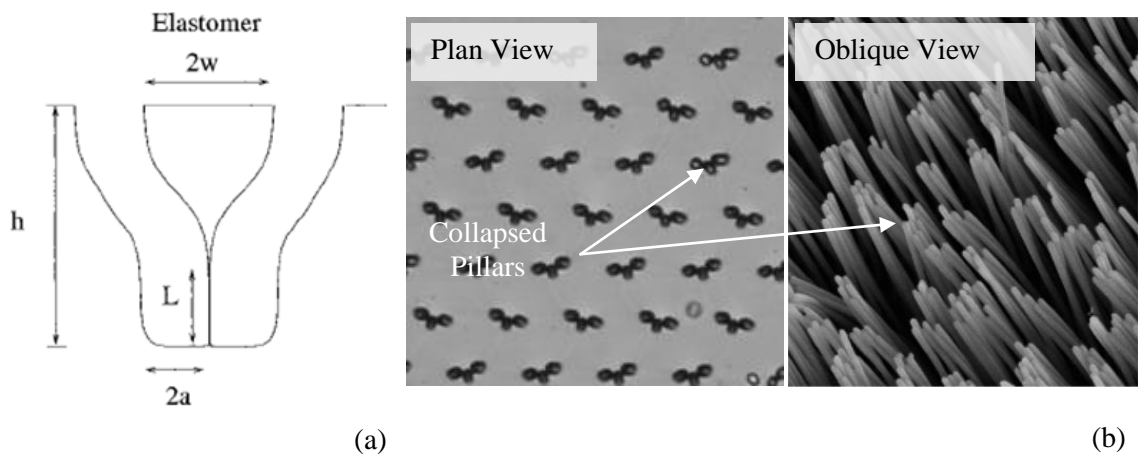 Elastomer
2w
h
L
2a
(a)
Plan View
Oblique View
Collapsed
Pillars
(b)